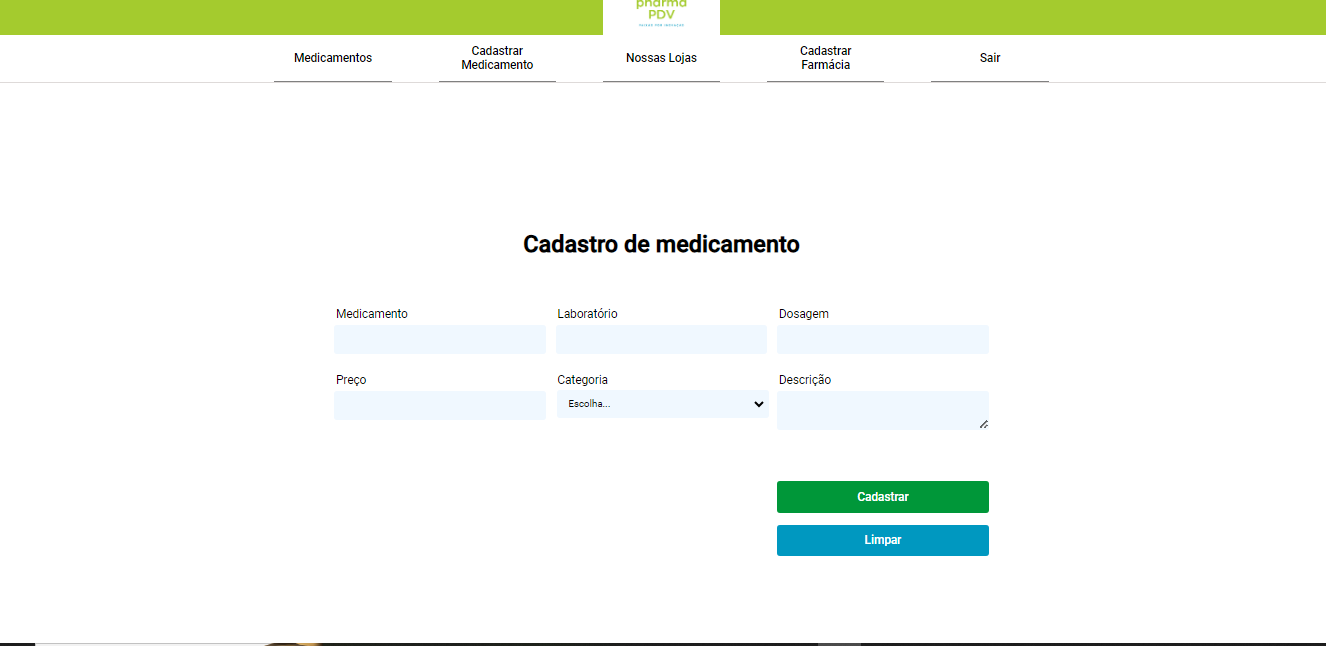 pharma
PDV
Medicamentos
Cadastrar
Medicamento
Nossas Lojas
Cadastrar
Farmácia
Sair
Cadastro de medicamento
Medicamento
Laboratório
Dosagem
Preço
Categoria
Descrição
Escolha...
Cadastrar
Limpar